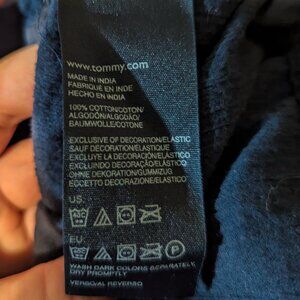 www.tommy.com
MADE IN INDIA
FABRIQUÉ EN INDE
HECHO EN INDIA
100% COTTON/COTON/
ALGODÓN/ALGODÃO/
BAUMWOLLE/COTONE
EXCLUSIVE OF DECORATION/ELASTIC
SAUF DÉCORATION/ÉLASTIQUE
EXCLUYE LA DECORACIÓN/ELÁSTICO
EXCLUINDO DECORAÇÃO/ELÁSTICO
OHNE DEKORATION/GUMMIZUG
ECCETTO DECORAZIONE/ELASTICO
US:
EU:
WASH DARK COLORS SEPARATELY
DRY PROMPTLY
VER/GOAL REVERSO